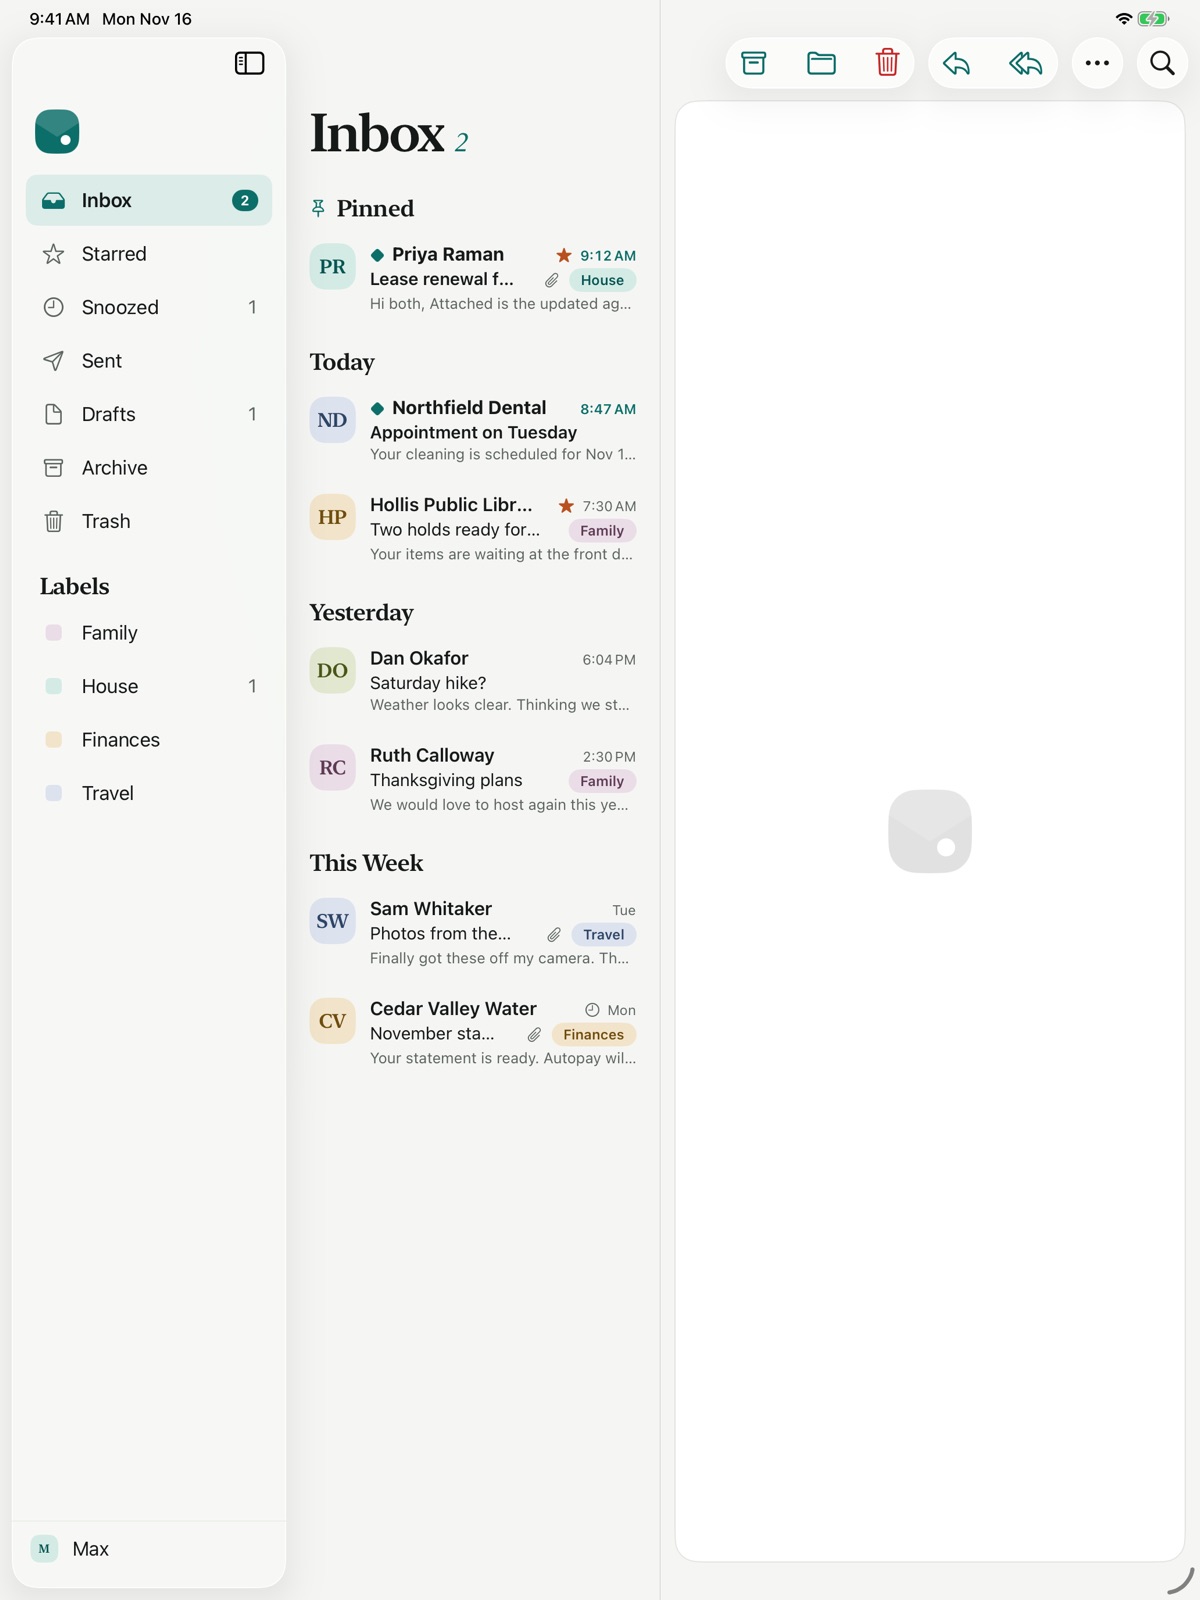 9:41 AM Mon Nov 16
Inbox 2
Starred
Snoozed 1
Sent
Drafts 1
Archive
Trash
Labels
Family
House 1
Finances
Travel
M Max
Inbox 2
Pinned
PR Priya Raman 9:12 AM
Lease renewal f... House
Hi both, Attached is the updated ag...
Today
ND Northfield Dental 8:47 AM
Appointment on Tuesday
Your cleaning is scheduled for Nov 1...
HP Hollis Public Libr... 7:30 AM
Two holds ready for... Family
Your items are waiting at the front d...
Yesterday
DO Dan Okafor 6:04 PM
Saturday hike?
Weather looks clear. Thinking we st...
RC Ruth Calloway 2:30 PM
Thanksgiving plans Family
We would love to host again this ye...
This Week
SW Sam Whitaker Tue
Photos from the... Travel
Finally got these off my camera. Th...
CV Cedar Valley Water Mon
November sta... Finances
Your statement is ready. Autopay wil...